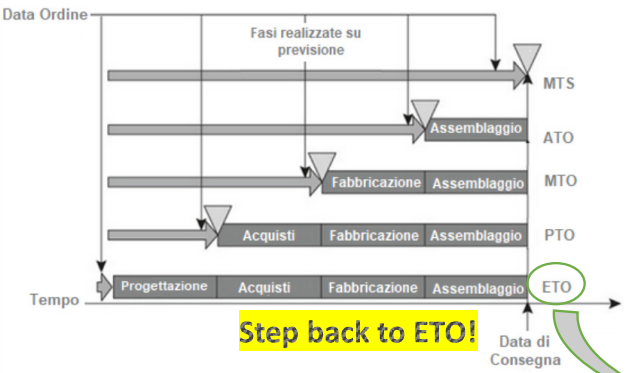 Data Ordine
Fasi realizzate su
previsione
MTS
Assemblaggio
ATO
Fabbricazione Assemblaggio
MTO
Acquisti Fabbricazione Assemblaggio
PTO
Progettazione Acquisti Fabbricazione Assemblaggio
ETO
Tempo
Step back to ETO!
Data di
Consegna